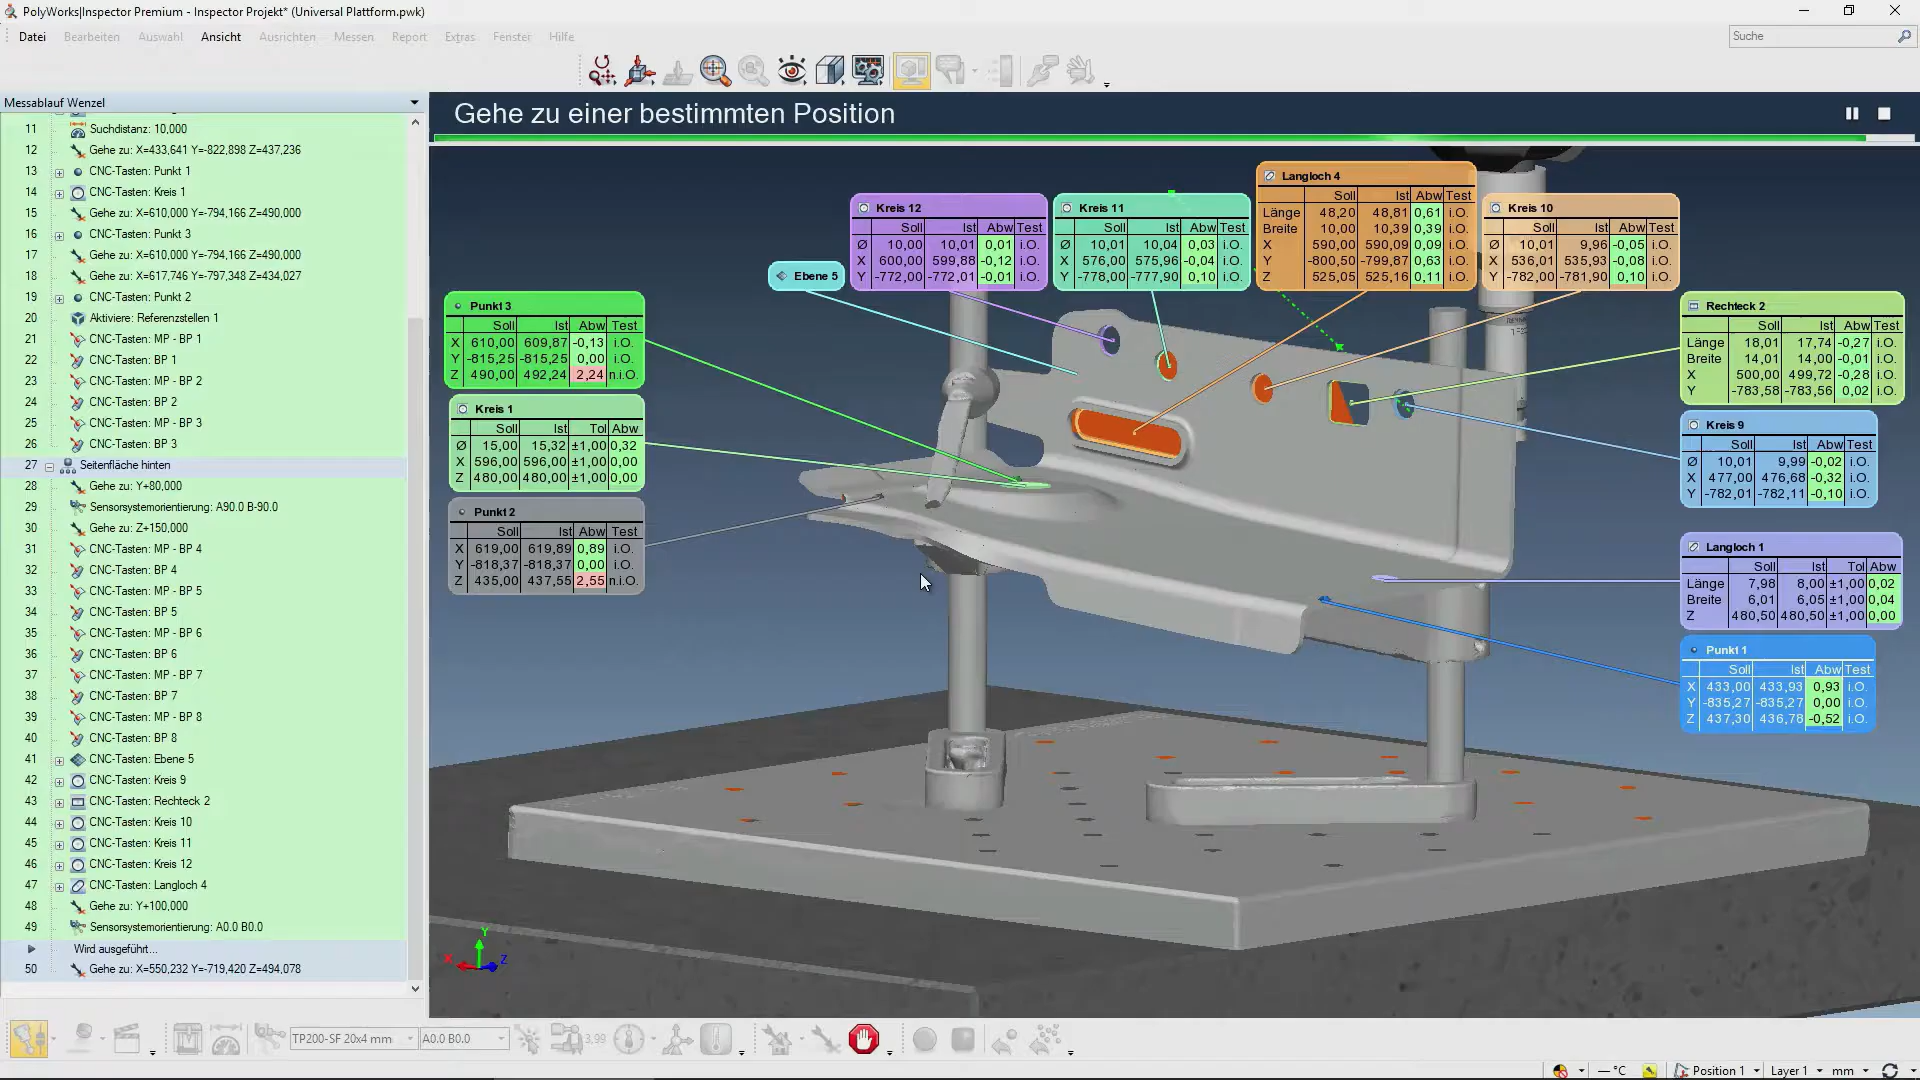 PolyWorks|Inspector Premium - Inspector Projekt* (Universal Plattform.pwk)
Datei Bearbeiten Auswahl Ansicht Ausrichten Messen Report Extras Fenster Hilfe
Suche
Messablauf Wenzel
11 Suchdistanz: 10,000
12 Gehe zu: X=433,641 Y=-822,898 Z=437,236
13 CNC-Tasten: Punkt 1
14 CNC-Tasten: Kreis 1
15 Gehe zu: X=610,000 Y=-794,166 Z=490,000
16 CNC-Tasten: Punkt 3
17 Gehe zu: X=610,000 Y=-794,166 Z=490,000
18 Gehe zu: X=617,746 Y=-797,348 Z=434,027
19 CNC-Tasten: Punkt 2
20 Aktiviere: Referenzstellen 1
21 CNC-Tasten: MP - BP 1
22 CNC-Tasten: BP 1
23 CNC-Tasten: MP - BP 2
24 CNC-Tasten: BP 2
25 CNC-Tasten: MP - BP 3
26 CNC-Tasten: BP 3
27 Seitenfläche hinten
28 Gehe zu: Y+80,000
29 Sensorsystemorientierung: A90.0 B-90.0
30 Gehe zu: Z+150,000
31 CNC-Tasten: MP - BP 4
32 CNC-Tasten: BP 4
33 CNC-Tasten: MP - BP 5
34 CNC-Tasten: BP 5
35 CNC-Tasten: MP - BP 6
36 CNC-Tasten: BP 6
37 CNC-Tasten: MP - BP 7
38 CNC-Tasten: BP 7
39 CNC-Tasten: MP - BP 8
40 CNC-Tasten: BP 8
41 CNC-Tasten: Ebene 5
42 CNC-Tasten: Kreis 9
43 CNC-Tasten: Rechteck 2
44 CNC-Tasten: Kreis 10
45 CNC-Tasten: Kreis 11
46 CNC-Tasten: Kreis 12
47 CNC-Tasten: Langloch 4
48 Gehe zu: Y+100,000
49 Sensorsystemorientierung: A0.0 B0.0
Wird ausgeführt...
50 Gehe zu: X=550,232 Y=-719,420 Z=494,078
Gehe zu einer bestimmten Position
Kreis 12
Soll Ist Abw Test
Ø 10,00 10,01 0,01 i.O.
X 600,00 599,88 -0,12 i.O.
Y -772,00 -772,01 -0,01 i.O.
Kreis 11
Soll Ist Abw Test
Ø 10,01 10,04 0,03 i.O.
X 576,00 575,96 -0,04 i.O.
Y -778,00 -777,90 0,10 i.O.
Langloch 4
Soll Ist Abw Test
Länge 48,20 48,81 0,61 i.O.
Breite 10,00 10,39 0,39 i.O.
X 590,00 590,09 0,09 i.O.
Y -800,50 -799,87 0,63 i.O.
Z 525,05 525,16 0,11 i.O.
Kreis 10
Soll Ist Abw Test
Ø 10,01 9,96 -0,05 i.O.
X 536,01 535,93 -0,08 i.O.
Y -782,00 -781,90 0,10 i.O.
Ebene 5
Punkt 3
Soll Ist Abw Test
X 610,00 609,87 -0,13 i.O.
Y -815,25 -815,25 0,00 i.O.
Z 490,00 492,24 2,24 n.i.O.
Kreis 1
Soll Ist Tol Abw
Ø 15,00 15,32 ±1,00 0,32
X 596,00 596,00 ±1,00 0,00
Z 480,00 480,00 ±1,00 0,00
Punkt 2
Soll Ist Abw Test
X 619,00 619,89 0,89 i.O.
Y -818,37 -818,37 0,00 i.O.
Z 435,00 437,55 2,55 n.i.O.
Rechteck 2
Soll Ist Abw Test
Länge 18,01 17,74 -0,27 i.O.
Breite 14,01 14,00 -0,01 i.O.
X 500,00 499,72 -0,28 i.O.
Y -783,58 -783,56 0,02 i.O.
Kreis 9
Soll Ist Abw Test
Ø 10,01 9,99 -0,02 i.O.
X 477,00 476,68 -0,32 i.O.
Y -782,01 -782,11 -0,10 i.O.
Langloch 1
Soll Ist Tol Abw
Länge 7,98 8,00 ±1,00 0,02
Breite 6,01 6,05 ±1,00 0,04
Z 480,50 480,50 ±1,00 0,00
Punkt 1
Soll Ist Abw Test
X 433,00 433,93 0,93 i.O.
Y -835,27 -835,27 0,00 i.O.
Z 437,30 436,78 -0,52 i.O.
Y
X Z
TP200-SF 20x4 mm A0.0 B0.0 3,99
— °C Position 1 Layer 1 mm